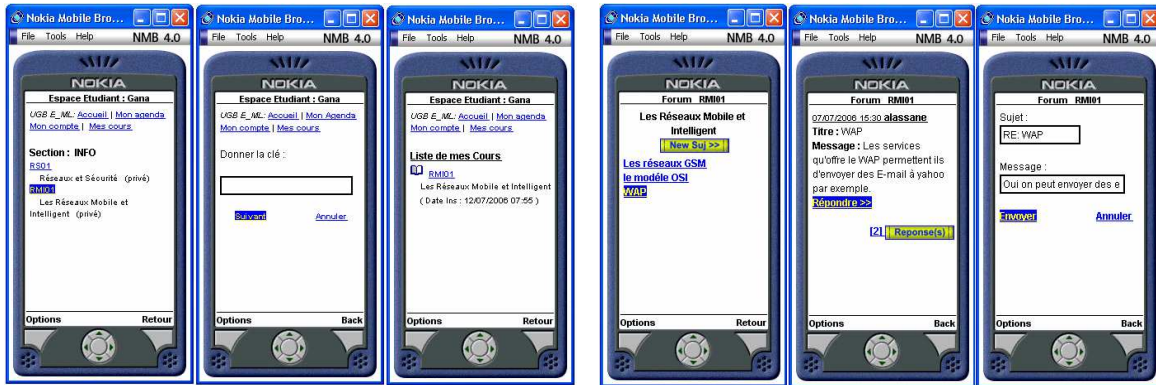 Nokia Mobile Bro...
File Tools Help NMB 4.0
NOKIA
Espace Etudiant : Gana
UGB E_ML: Accueil | Mon agenda
Mon compte | Mes cours
Section : INFO
RS01
Réseaux et Sécurité (privé)
RMI01
Les Réseaux Mobile et
Intelligent (privé)
Options Retour
Nokia Mobile Bro...
File Tools Help NMB 4.0
NOKIA
Espace Etudiant : Gana
UGB E_ML: Accueil | Mon Agenda
Mon compte | Mes cours
Donner la clé :
Suivant Annuler
Options Back
Nokia Mobile Bro...
File Tools Help NMB 4.0
NOKIA
Espace Etudiant : Gana
UGB E_ML: Accueil | Mon agenda
Mon compte | Mes cours
Liste de mes Cours
RMI01
Les Réseaux Mobile et Intelligent
( Date Ins : 12/07/2006 07:55 )
Options Retour
Nokia Mobile Bro...
File Tools Help NMB 4.0
NOKIA
Forum RMI01
Les Réseaux Mobile et
Intelligent
New Suj >>
Les réseaux GSM
le modéle OSI
WAP
Options Retour
Nokia Mobile Bro...
File Tools Help NMB 4.0
NOKIA
Forum RMI01
07/07/2006 15:30 alassane
Titre : WAP
Message : Les services
qu'offre le WAP permettent ils
d'envoyer des E-mail à yahoo
par exemple.
Répondre >>
[2] Reponse(s)
Options Back
Nokia Mobile Bro...
File Tools Help NMB 4.0
NOKIA
Forum RMI01
Sujet :
RE: WAP
Message :
Oui on peut envoyer des e
Envoyer Annuler
Options Back